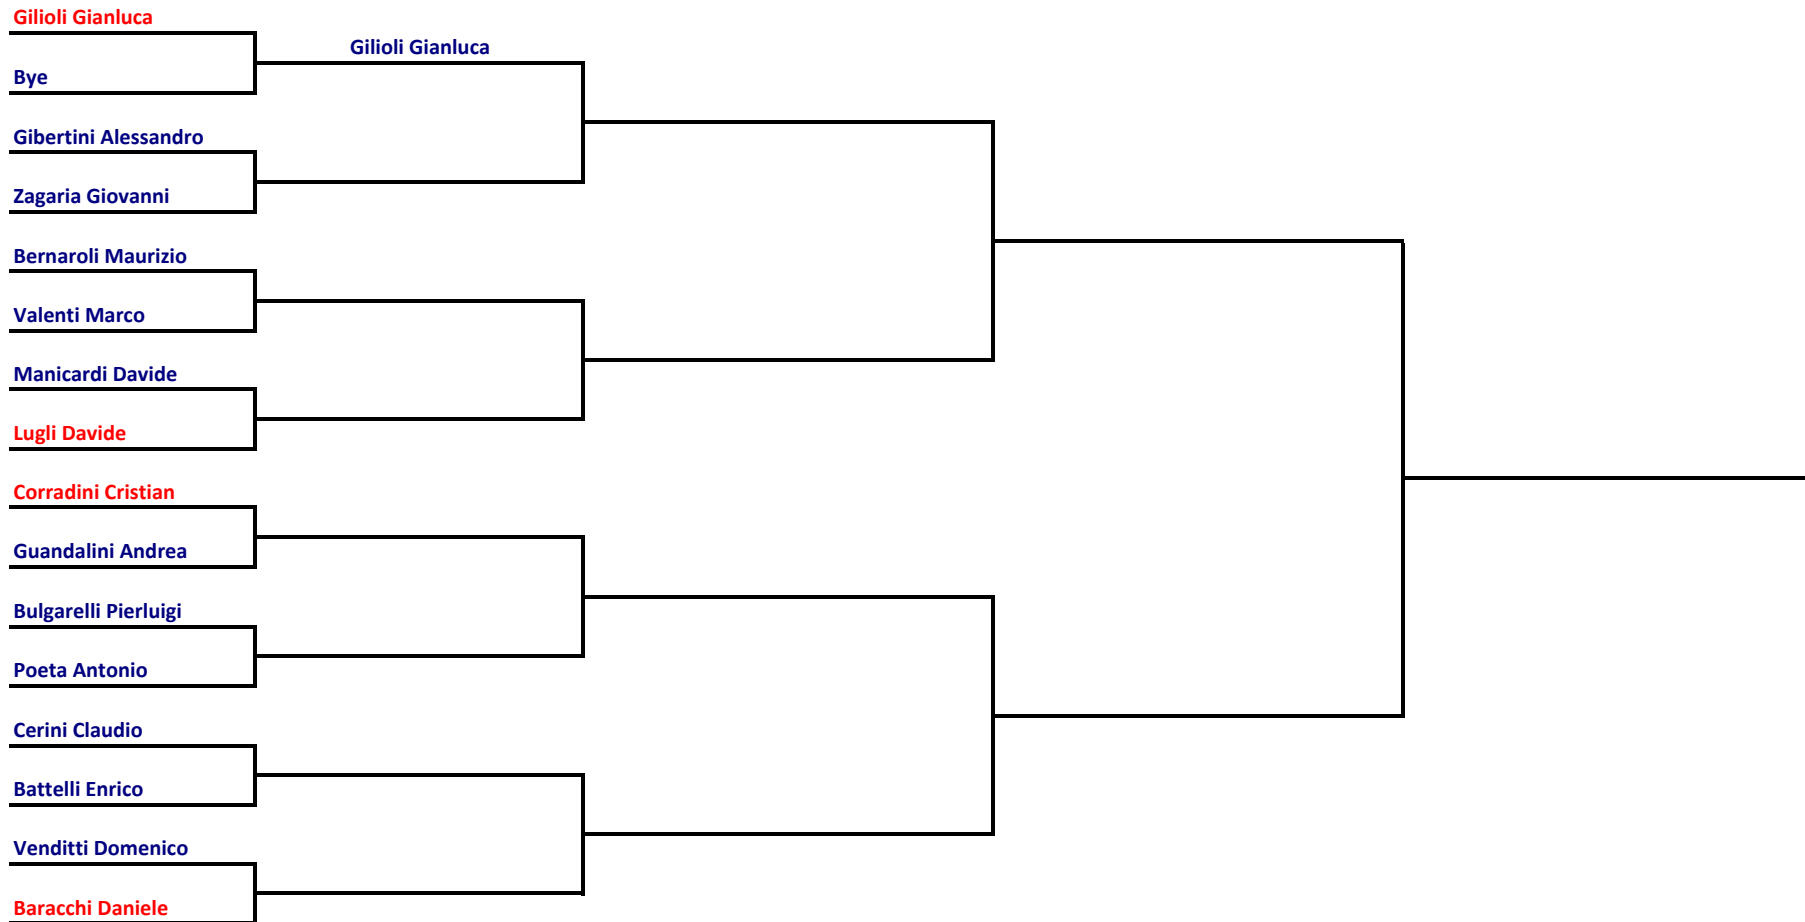 Gilioli Gianluca
Gilioli Gianluca
Bye
Gibertini Alessandro
Zagaria Giovanni
Bernaroli Maurizio
Valenti Marco
Manicardi Davide
Lugli Davide
Corradini Cristian
Guandalini Andrea
Bulgarelli Pierluigi
Poeta Antonio
Cerini Claudio
Battelli Enrico
Venditti Domenico
Baracchi Daniele